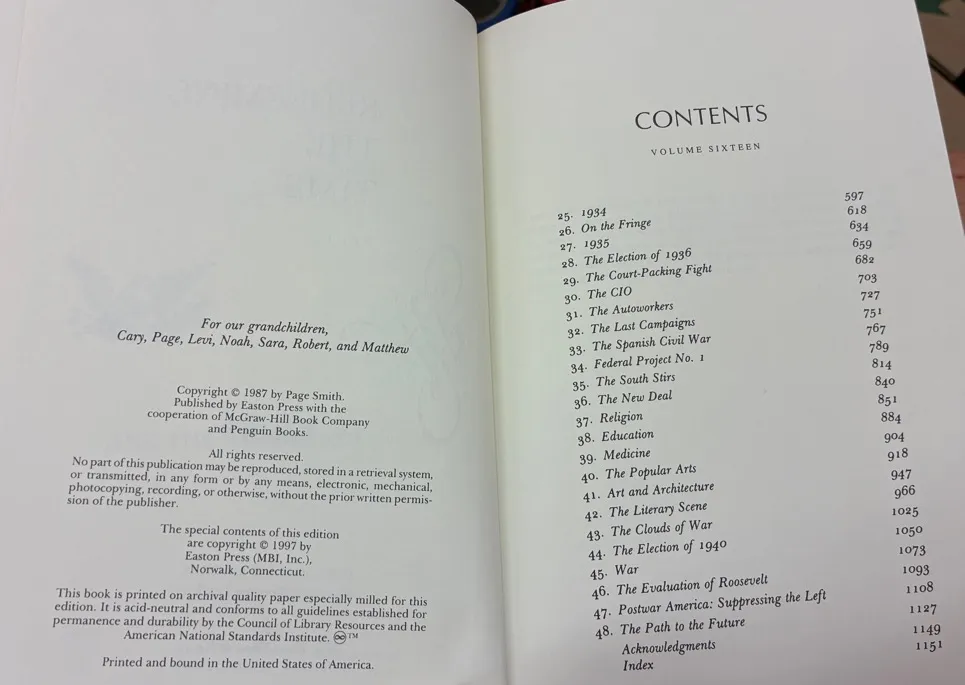 For our grandchildren,
Cary, Page, Levi, Noah, Sara, Robert, and Matthew
Copyright © 1987 by Page Smith.
Published by Easton Press with the
cooperation of McGraw-Hill Book Company
and Penguin Books.
All rights reserved.
No part of this publication may be reproduced, stored in a retrieval system,
or transmitted, in any form or by any means, electronic, mechanical,
photocopying, recording, or otherwise, without the prior written permis-
sion of the publisher.
The special contents of this edition
are copyright © 1997 by
Easton Press (MBI, Inc.),
Norwalk, Connecticut.
This book is printed on archival quality paper especially milled for this
edition. It is acid-neutral and conforms to all guidelines established for
permanence and durability by the Council of Library Resources and the
American National Standards Institute. ♾™
Printed and bound in the United States of America.
CONTENTS
VOLUME SIXTEEN
25. 1934 597
26. On the Fringe 618
27. 1935 634
28. The Election of 1936 659
29. The Court-Packing Fight 682
30. The CIO 703
31. The Autoworkers 727
32. The Last Campaigns 751
33. The Spanish Civil War 767
34. Federal Project No. 1 789
35. The South Stirs 814
36. The New Deal 840
37. Religion 851
38. Education 884
39. Medicine 904
40. The Popular Arts 918
41. Art and Architecture 947
42. The Literary Scene 966
43. The Clouds of War 1025
44. The Election of 1940 1050
45. War 1073
46. The Evaluation of Roosevelt 1093
47. Postwar America: Suppressing the Left 1108
48. The Path to the Future 1127
Acknowledgments 1149
Index 1151